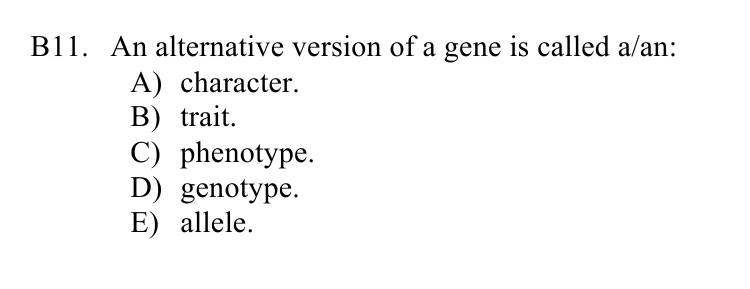 B11. An alternative version of a gene is called a/an:
A) character.
B) trait.
C) phenotype.
D) genotype.
E) allele.